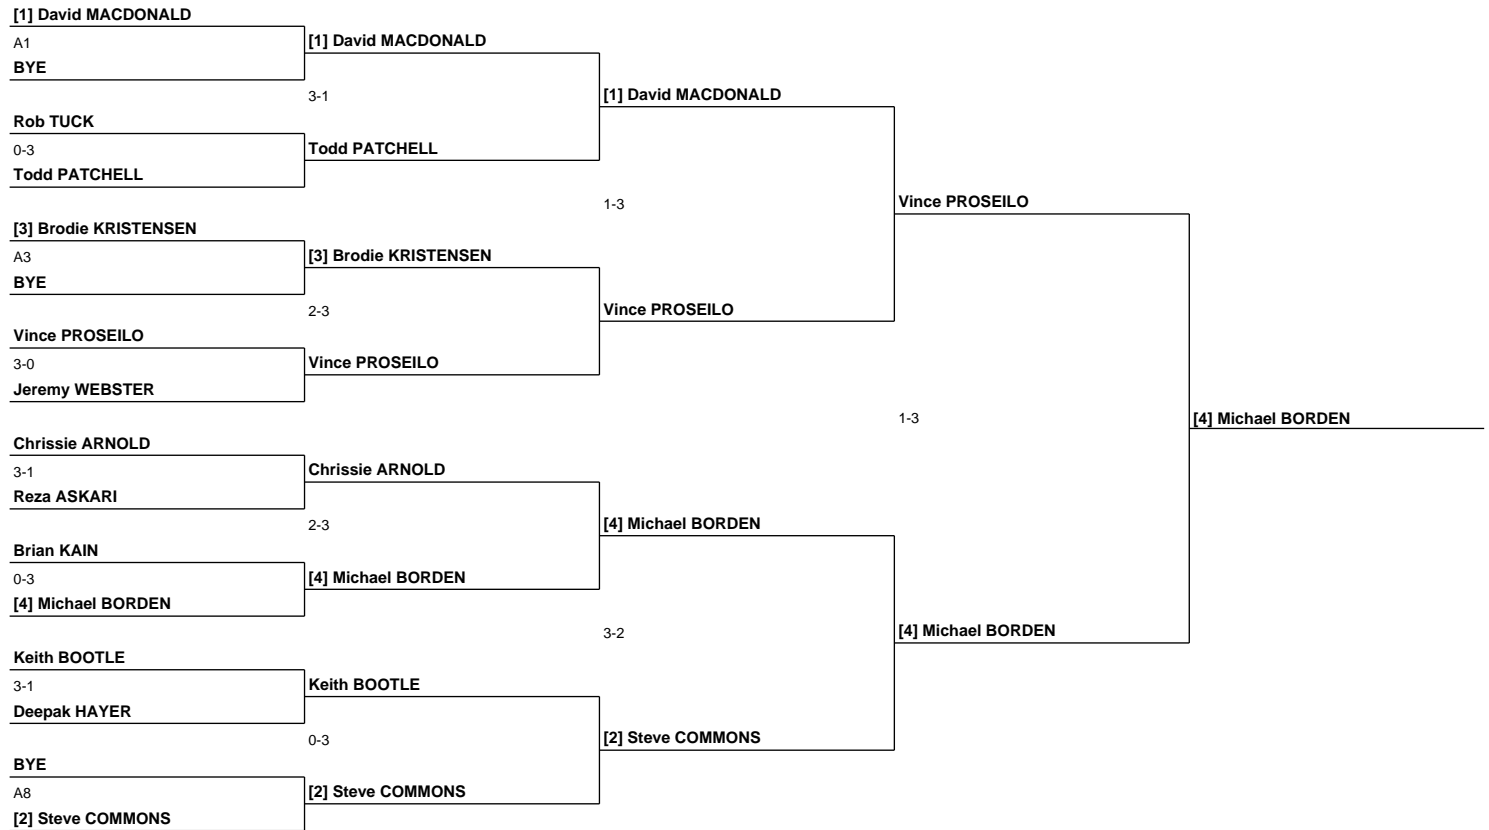 [1] David MACDONALD
A1
[1] David MACDONALD
BYE
3-1
[1] David MACDONALD
Rob TUCK
0-3
Todd PATCHELL
Todd PATCHELL
1-3
Vince PROSEILO
[3] Brodie KRISTENSEN
A3
[3] Brodie KRISTENSEN
BYE
2-3
Vince PROSEILO
Vince PROSEILO
3-0
Vince PROSEILO
Jeremy WEBSTER
1-3
[4] Michael BORDEN
Chrissie ARNOLD
3-1
Chrissie ARNOLD
Reza ASKARI
2-3
[4] Michael BORDEN
Brian KAIN
0-3
[4] Michael BORDEN
[4] Michael BORDEN
3-2
[4] Michael BORDEN
Keith BOOTLE
3-1
Keith BOOTLE
Deepak HAYER
0-3
[2] Steve COMMONS
BYE
A8
[2] Steve COMMONS
[2] Steve COMMONS